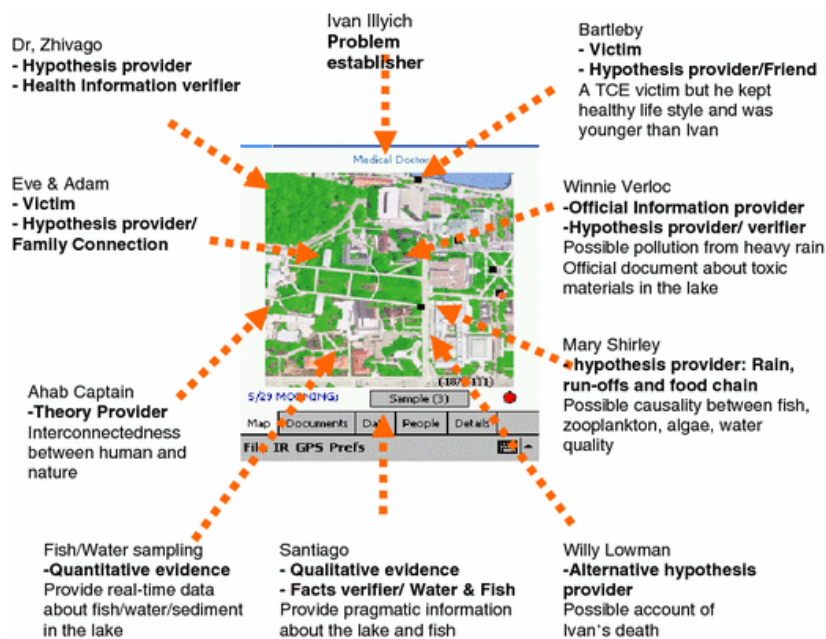 Ivan Illyich
Problem
establisher
Dr, Zhivago
- Hypothesis provider
- Health Information verifier
Bartleby
- Victim
- Hypothesis provider/Friend
A TCE victim but he kept
healthy life style and was
younger than Ivan
Eve & Adam
- Victim
- Hypothesis provider/
Family Connection
Medical Doctor
Winnie Verloc
-Official Information provider
-Hypothesis provider/ verifier
Possible pollution from heavy rain
Official document about toxic
materials in the lake
Mary Shirley
-hypothesis provider: Rain,
run-offs and food chain
Possible causality between fish,
zooplankton, algae, water
quality
Ahab Captain
-Theory Provider
Interconnectedness
between human and
nature
5/29 MORNING:
Sample (3)
Map Documents People Details
IR GPS Prefs
Fish/Water sampling
-Quantitative evidence
Provide real-time data
about fish/water/sediment
in the lake
Santiago
- Qualitative evidence
- Facts verifier/ Water & Fish
Provide pragmatic information
about the lake and fish
Willy Lowman
-Alternative hypothesis
provider
Possible account of
Ivan's death